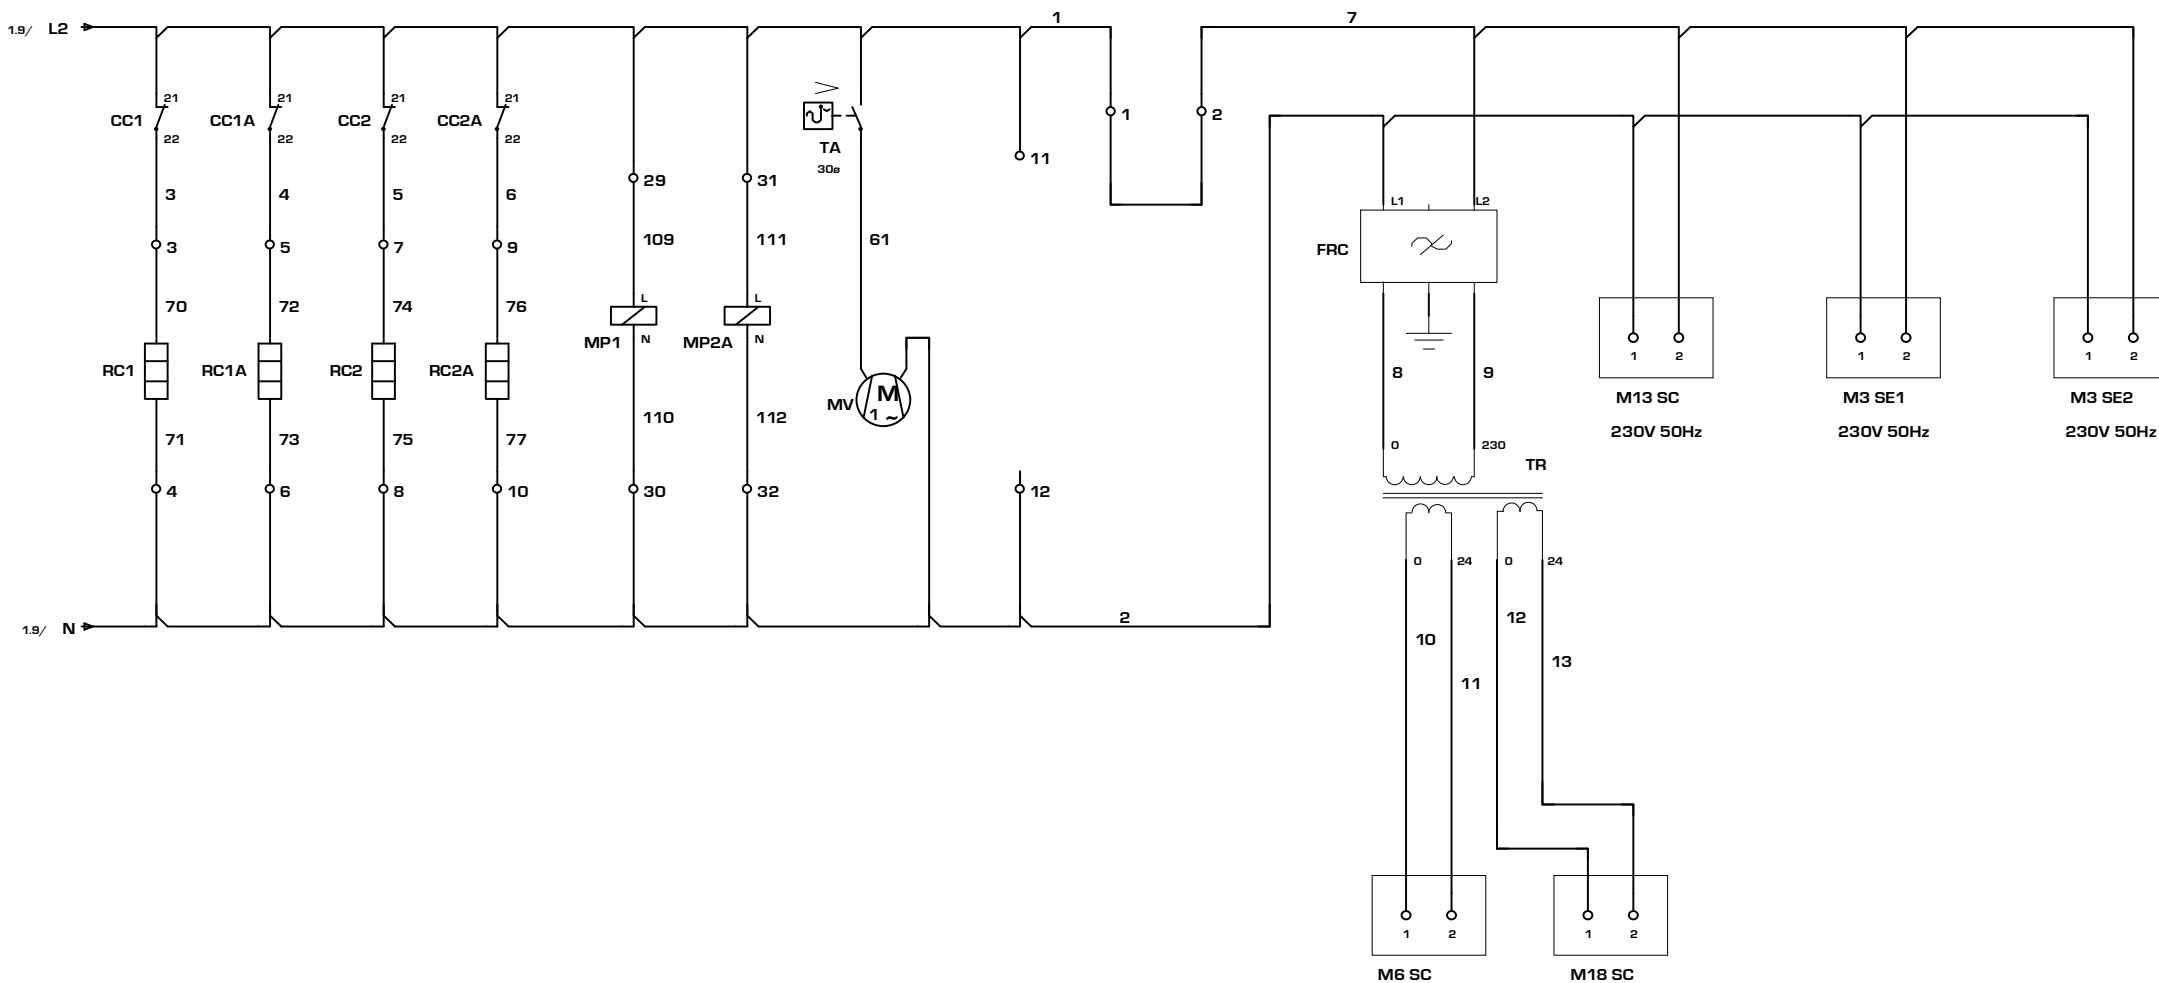 1 7
1.9/ L2
21 21 21 21
CC1 CC1A CC2 CC2A
22 22 22 22
1 2
TA
30ø
11
29 31
3 4 5 6
L1 L2
109 111 61
3 5 7 9
FRC
70 72 74 76
L L
MP1 N MP2A N
1 2 1 2 1 2
RC1 RC1A RC2 RC2A
8 9
M
MV
1 ~
M13 SC M3 SE1 M3 SE2
110 112
230V 50Hz 230V 50Hz 230V 50Hz
71 73 75 77
0 230
TR
4 6 8 10 30 32 12
0 24 0 24
2 12
1.9/ N
10
13
11
1 2 1 2
M6 SC M18 SC